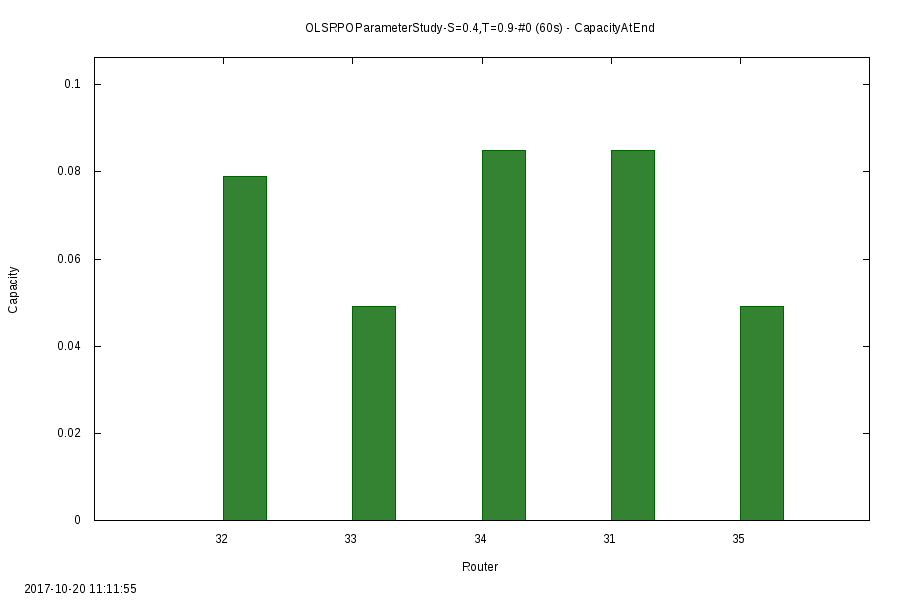 OLSRPOParameterStudy-S=0.4,T=0.9-#0 (60s) - CapacityAtEnd
0.1
0.08
0.06
0.04
0.02
0
Capacity
32 33 34 31 35
Router
2017-10-20 11:11:55